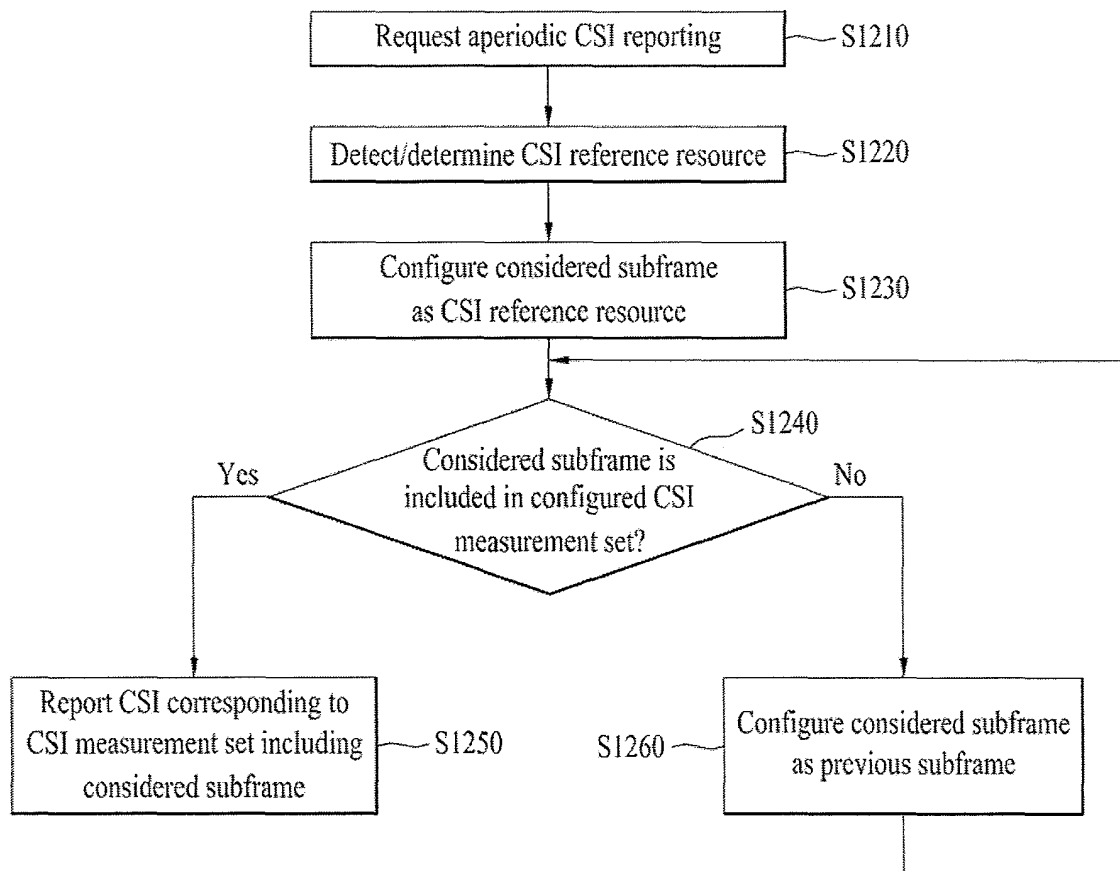 Request aperiodic CSI reporting
S1210
Detect/determine CSI reference resource
S1220
Configure considered subframe
as CSI reference resource
S1230
S1240
Considered subframe is
included in configured CSI
measurement set?
Yes
No
Report CSI corresponding to
CSI measurement set including
considered subframe
S1250
S1260
Configure considered subframe
as previous subframe